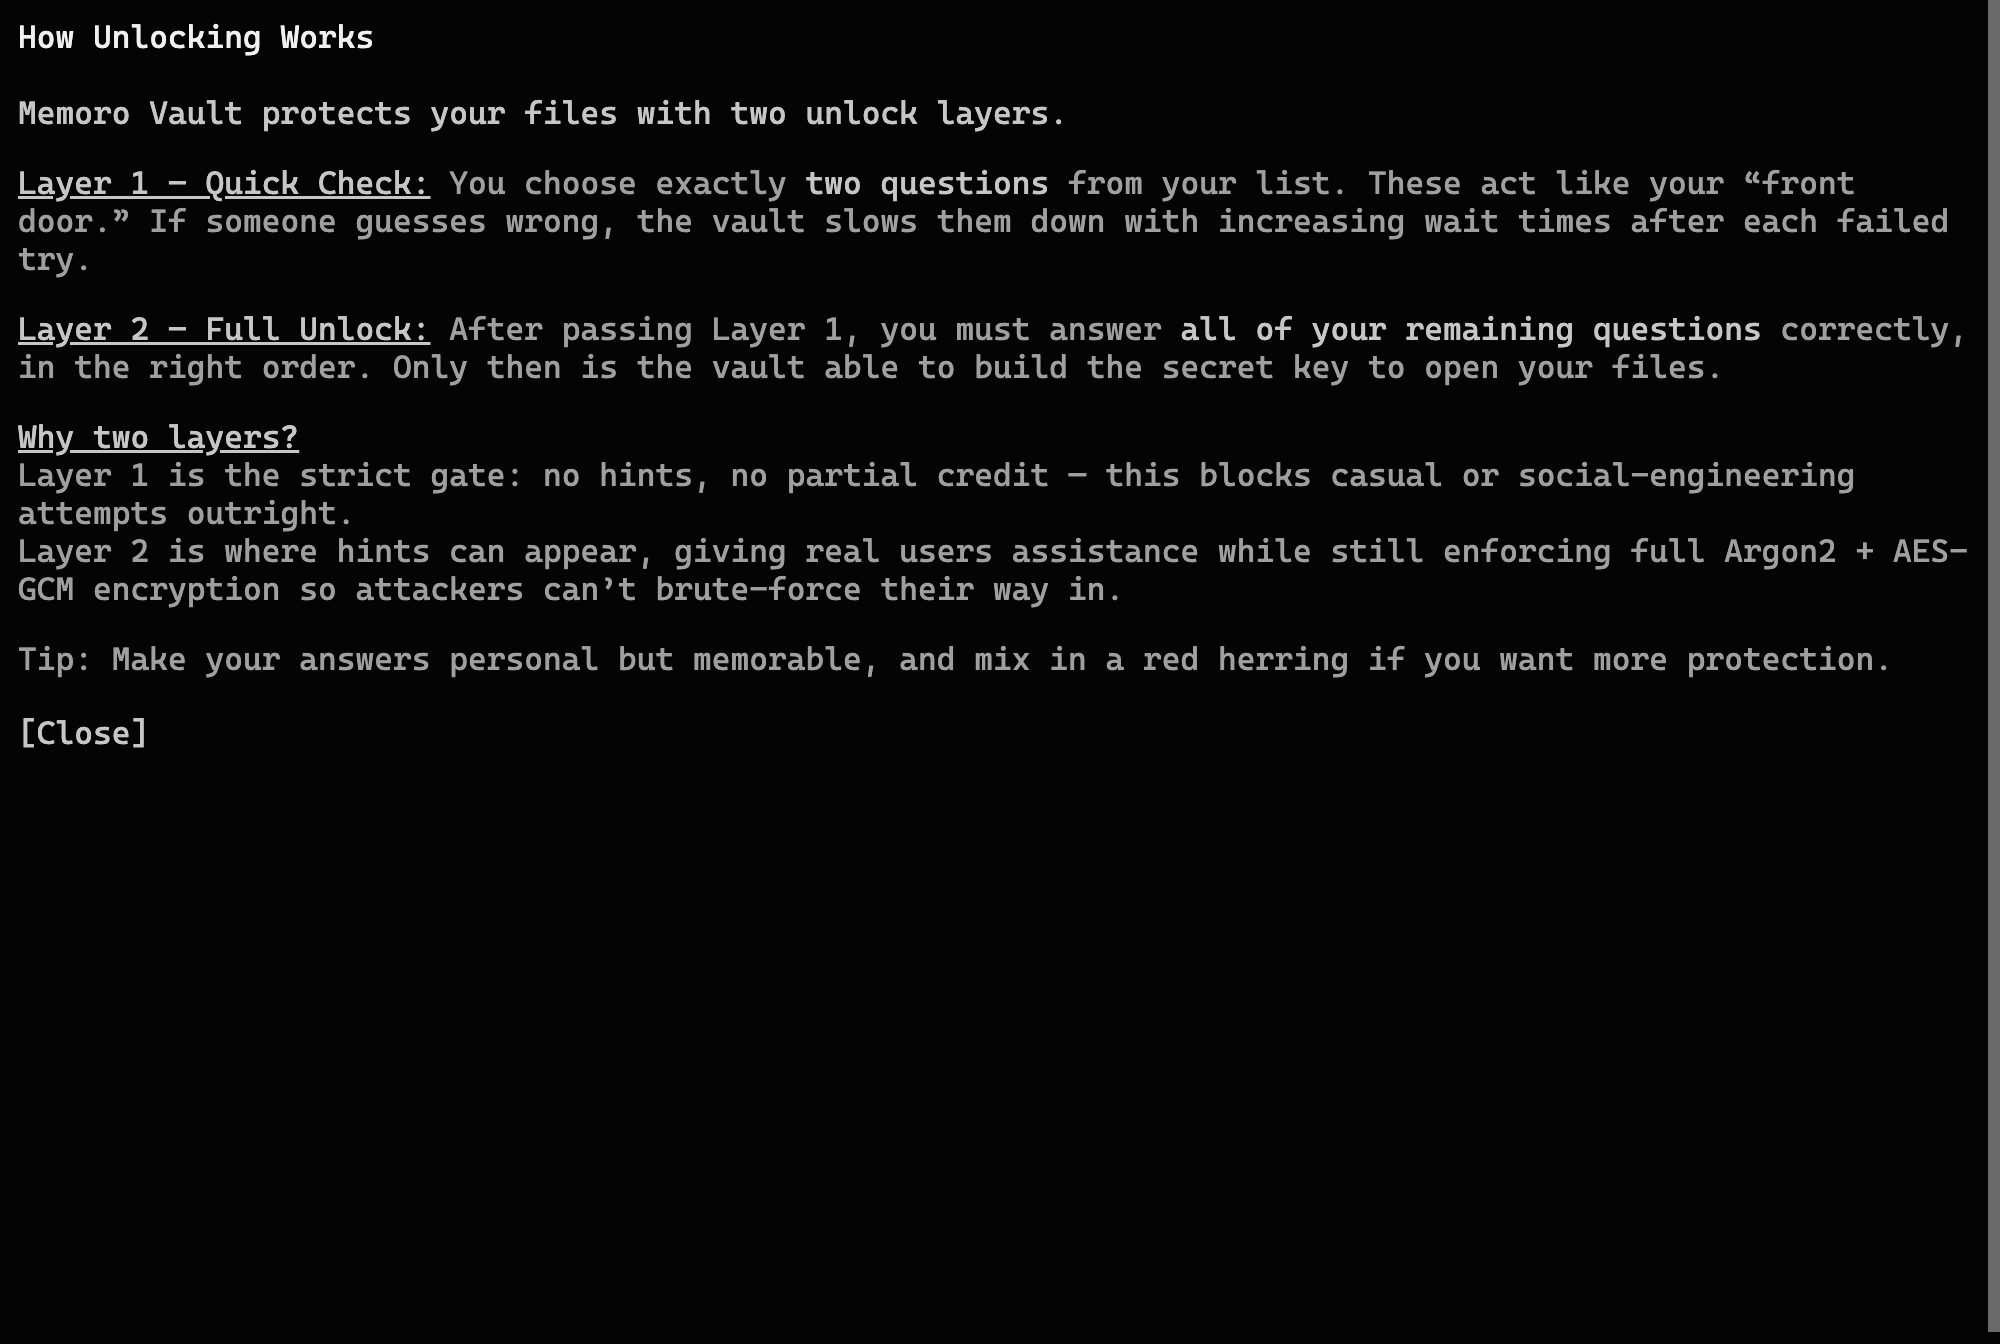 How Unlocking Works
Memoro Vault protects your files with two unlock layers.
Layer 1 – Quick Check: You choose exactly two questions from your list. These act like your “front
door.” If someone guesses wrong, the vault slows them down with increasing wait times after each failed
try.
Layer 2 – Full Unlock: After passing Layer 1, you must answer all of your remaining questions correctly,
in the right order. Only then is the vault able to build the secret key to open your files.
Why two layers?
Layer 1 is the strict gate: no hints, no partial credit — this blocks casual or social-engineering
attempts outright.
Layer 2 is where hints can appear, giving real users assistance while still enforcing full Argon2 + AES-
GCM encryption so attackers can’t brute-force their way in.
Tip: Make your answers personal but memorable, and mix in a red herring if you want more protection.
[Close]